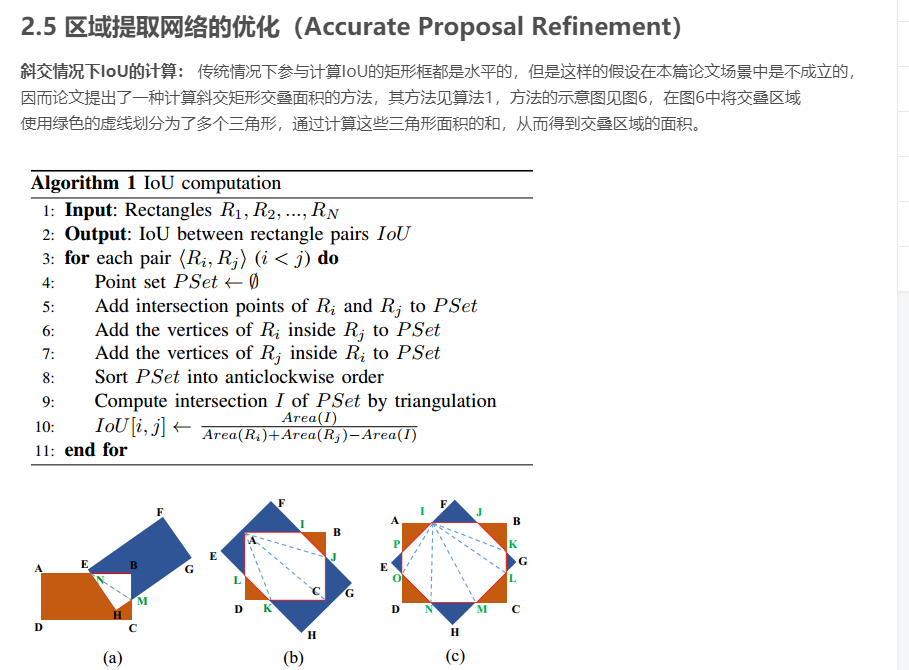 2.5 区域提取网络的优化（Accurate Proposal Refinement）
斜交情况下IoU的计算： 传统情况下参与计算IoU的矩形框都是水平的，但是这样的假设在本篇论文场景中是不成立的，
因而论文提出了一种计算斜交矩形交叠面积的方法，其方法见算法1，方法的示意图见图6，在图6中将交叠区域
使用绿色的虚线划分为了多个三角形，通过计算这些三角形面积的和，从而得到交叠区域的面积。
Algorithm 1 IoU computation
1: Input: Rectangles R₁, R₂, ..., R_N
2: Output: IoU between rectangle pairs IoU
3: for each pair ⟨R_i, R_j⟩ (i < j) do
4: Point set PSet ← ∅
5: Add intersection points of R_i and R_j to PSet
6: Add the vertices of R_i inside R_j to PSet
7: Add the vertices of R_j inside R_i to PSet
8: Sort PSet into anticlockwise order
9: Compute intersection I of PSet by triangulation
10: IoU[i, j] ← Area(I) / Area(R_i)+Area(R_j)−Area(I)
11: end for
F
E B
A N G
M
H
D C
(a)
F
I
A B
E J
L C G
D K
H
(b)
I F J
A B
P K
E G
O L
D N M C
H
(c)